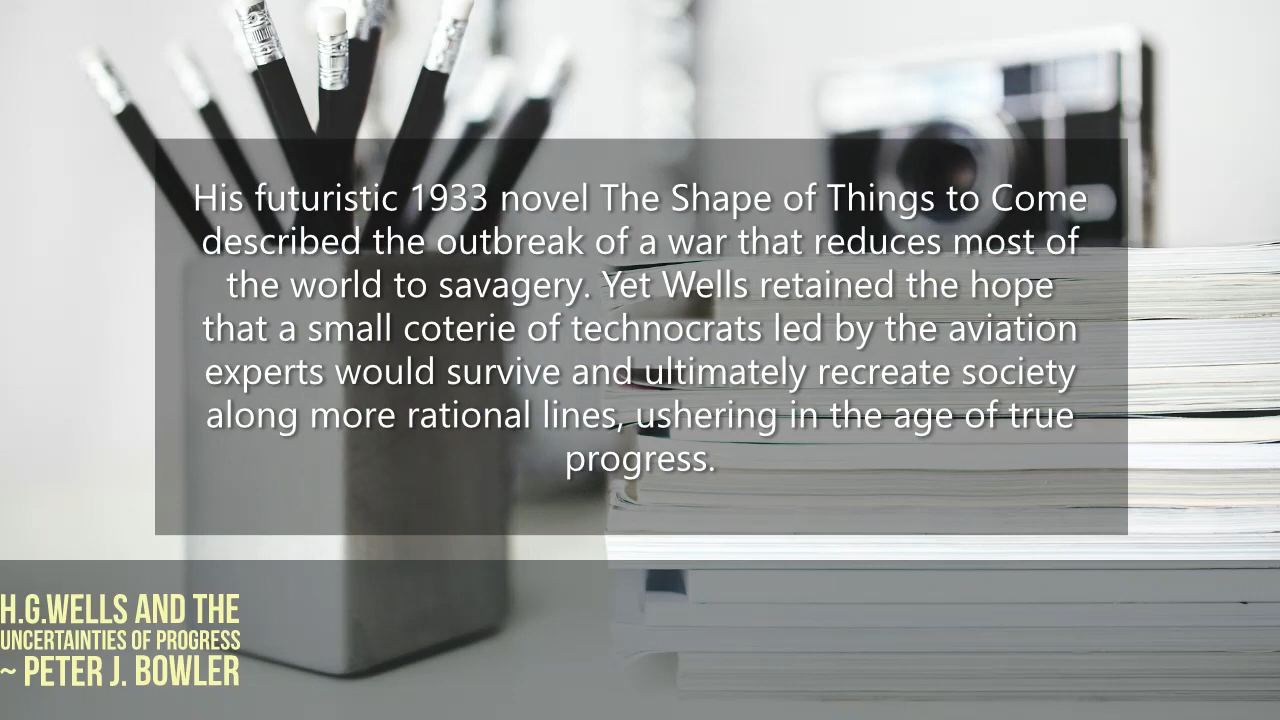 His futuristic 1933 novel The Shape of Things to Come
described the outbreak of a war that reduces most of
the world to savagery. Yet Wells retained the hope
that a small coterie of technocrats led by the aviation
experts would survive and ultimately recreate society
along more rational lines, ushering in the age of true
progress.
H.G.WELLS AND THE
UNCERTAINTIES OF PROGRESS
~ PETER J. BOWLER